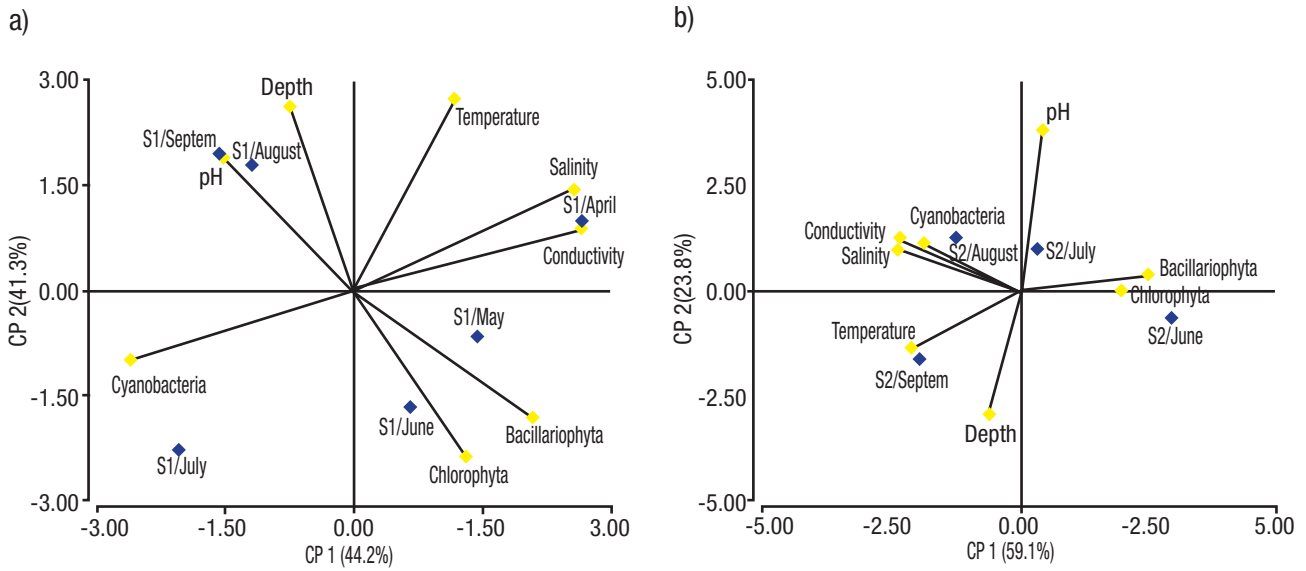 a)
3.00
1.50
0.00
-1.50
-3.00
CP 2(41.3%)
Depth
Temperature
S1/Septem
S1/August
pH
Salinity
S1/April
Conductivity
S1/May
Cyanobacteria
S1/June
Bacillariophyta
S1/July
Chlorophyta
-3.00
-1.50
0.00
-1.50
3.00
CP 1 (44.2%)
b)
5.00
2.50
0.00
-2.50
-5.00
CP 2(23.8%)
pH
Cyanobacteria
Conductivity
S2/August
S2/July
Salinity
Bacillariophyta
Chlorophyta
Temperature
S2/June
S2/Septem
Depth
-5.00
-2.50
0.00
-2.50
5.00
CP 1 (59.1%)